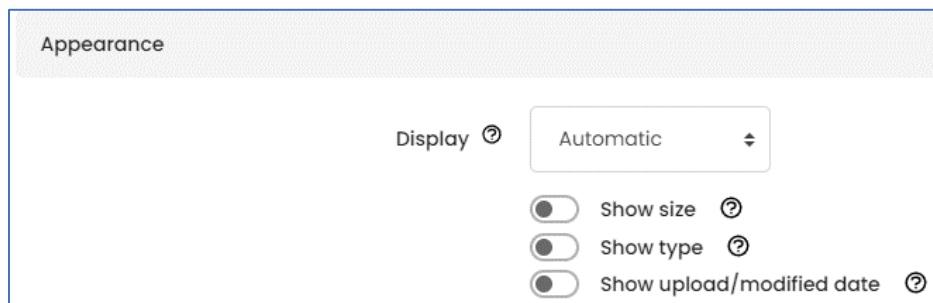 Appearance
Display
Automatic
Show size
Show type
Show upload/modified date